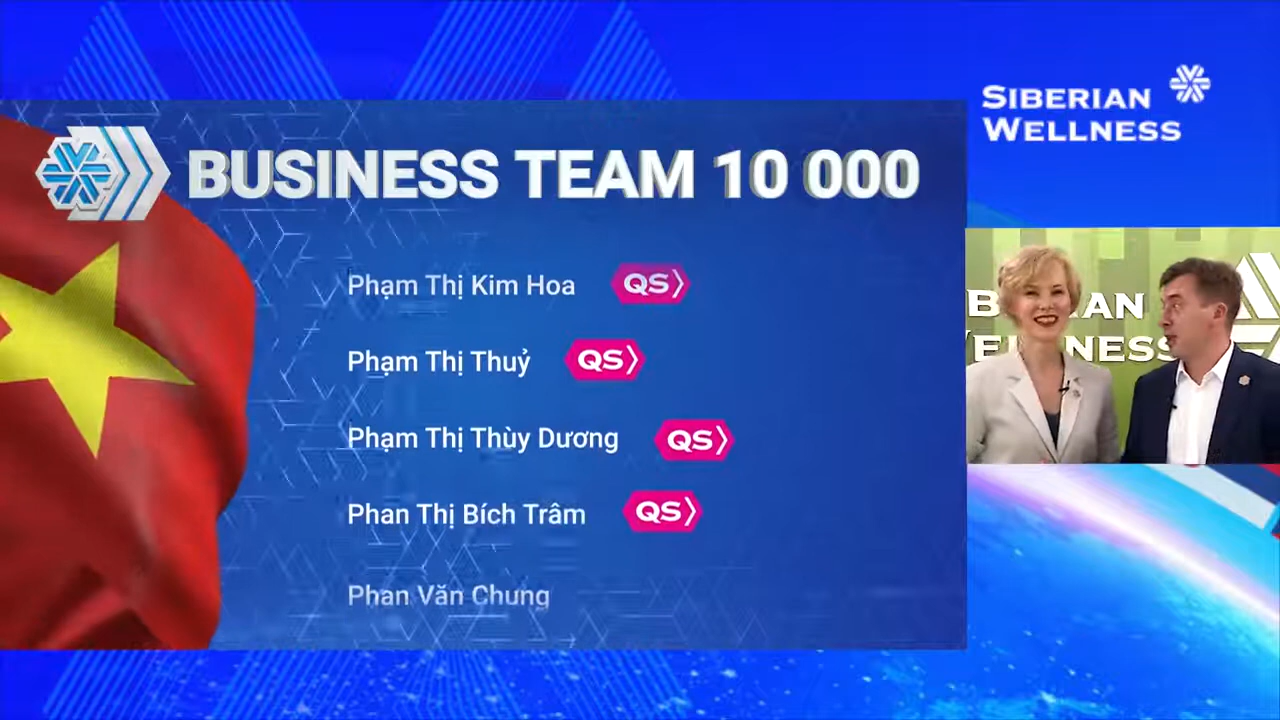 SIBERIAN
WELLNESS
BUSINESS TEAM 10 000
Phạm Thị Kim Hoa QS
Phạm Thị Thuỷ QS
Phạm Thị Thùy Dương QS
Phan Thị Bích Trâm QS
Phan Văn Chưng